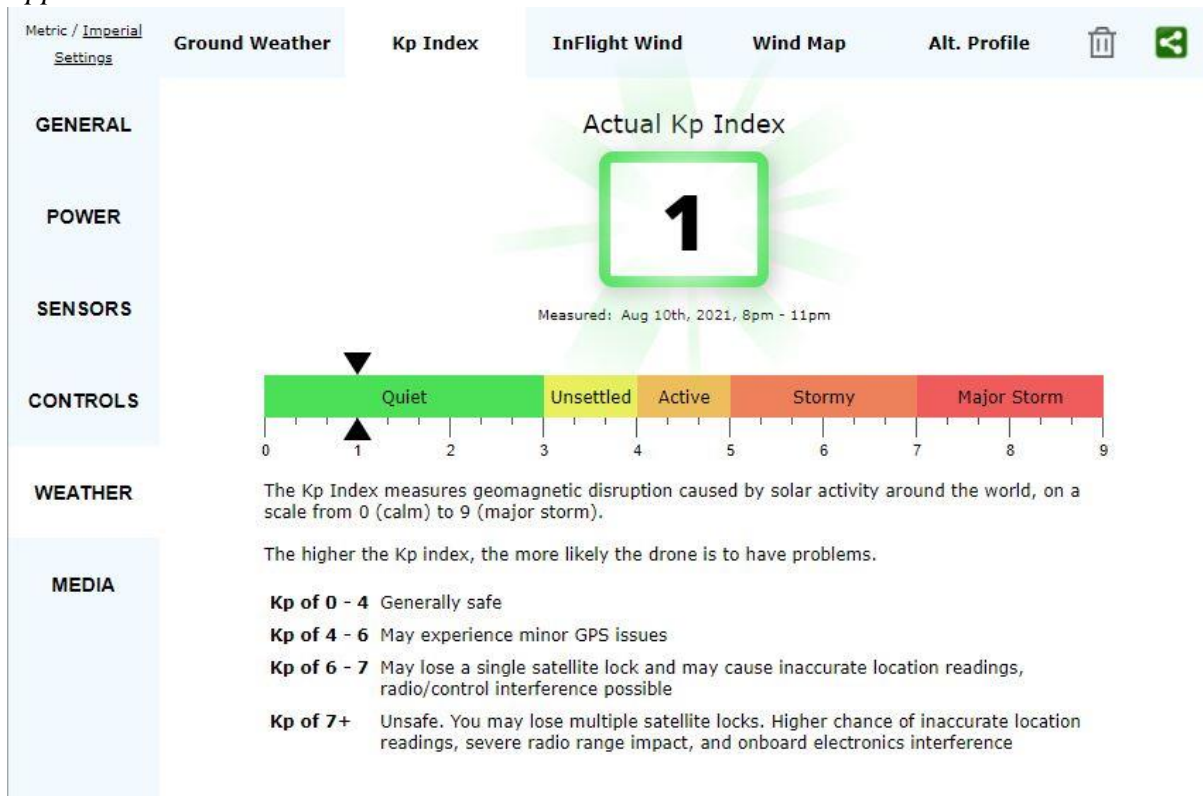 Metric / Imperial
Settings
Ground Weather
Kp Index
InFlight Wind
Wind Map
Alt. Profile
GENERAL
POWER
SENSORS
CONTROLS
WEATHER
MEDIA
Actual Kp Index
1
Measured: Aug 10th, 2021, 8pm - 11pm
Quiet
Unsettled
Active
Stormy
Major Storm
0 1 2 3 4 5 6 7 8 9
The Kp Index measures geomagnetic disruption caused by solar activity around the world, on a
scale from 0 (calm) to 9 (major storm).
The higher the Kp index, the more likely the drone is to have problems.
Kp of 0 - 4 Generally safe
Kp of 4 - 6 May experience minor GPS issues
Kp of 6 - 7 May lose a single satellite lock and may cause inaccurate location readings,
radio/control interference possible
Kp of 7+ Unsafe. You may lose multiple satellite locks. Higher chance of inaccurate location
readings, severe radio range impact, and onboard electronics interference